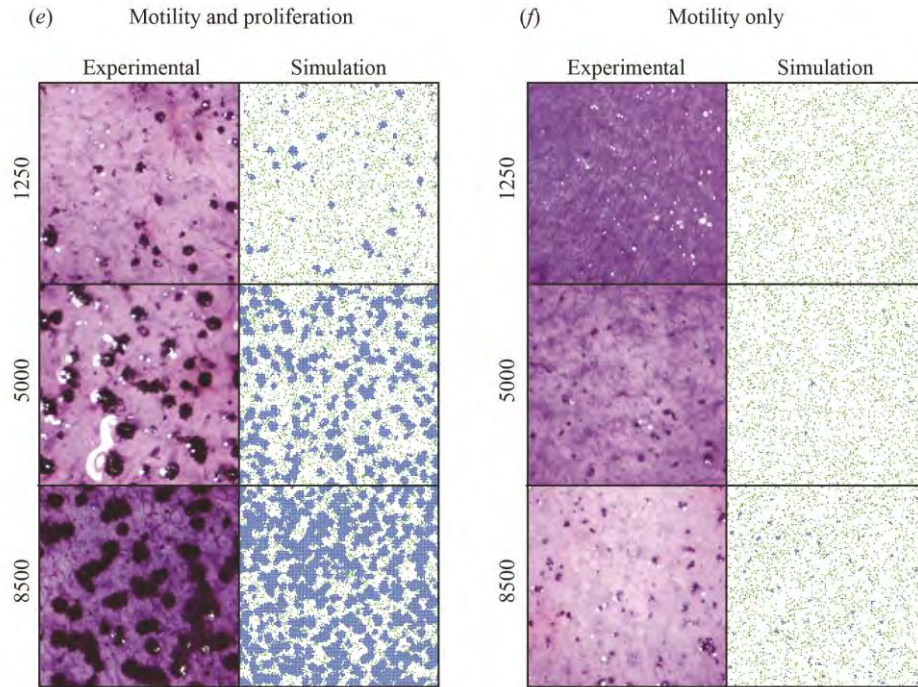 (e) Motility and proliferation
Experimental Simulation
1250
5000
8500
(f) Motility only
Experimental Simulation
1250
5000
8500